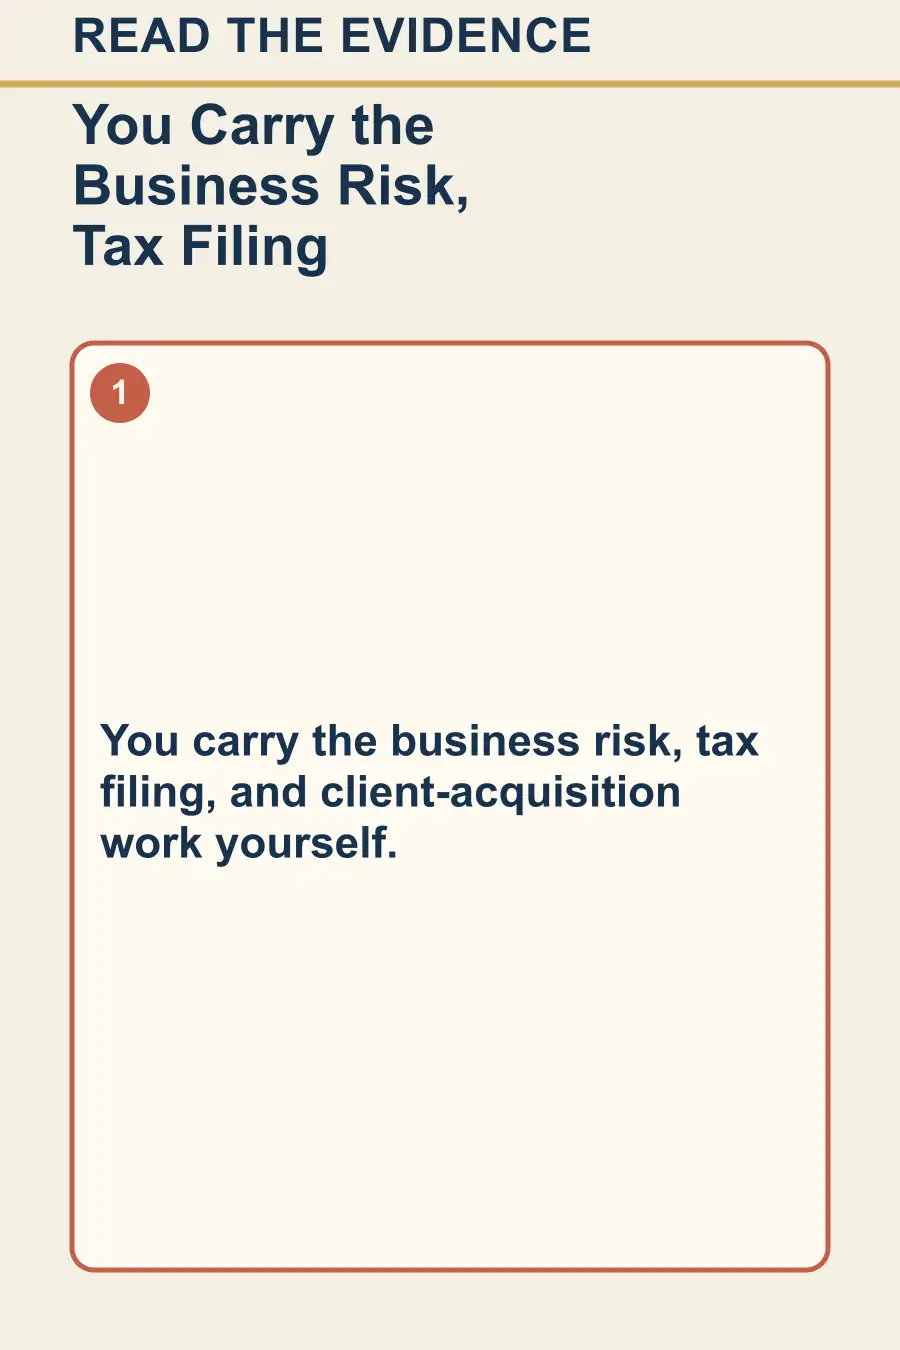 READ THE EVIDENCE
You Carry the
Business Risk,
Tax Filing
1
You carry the business risk, tax
filing, and client-acquisition
work yourself.